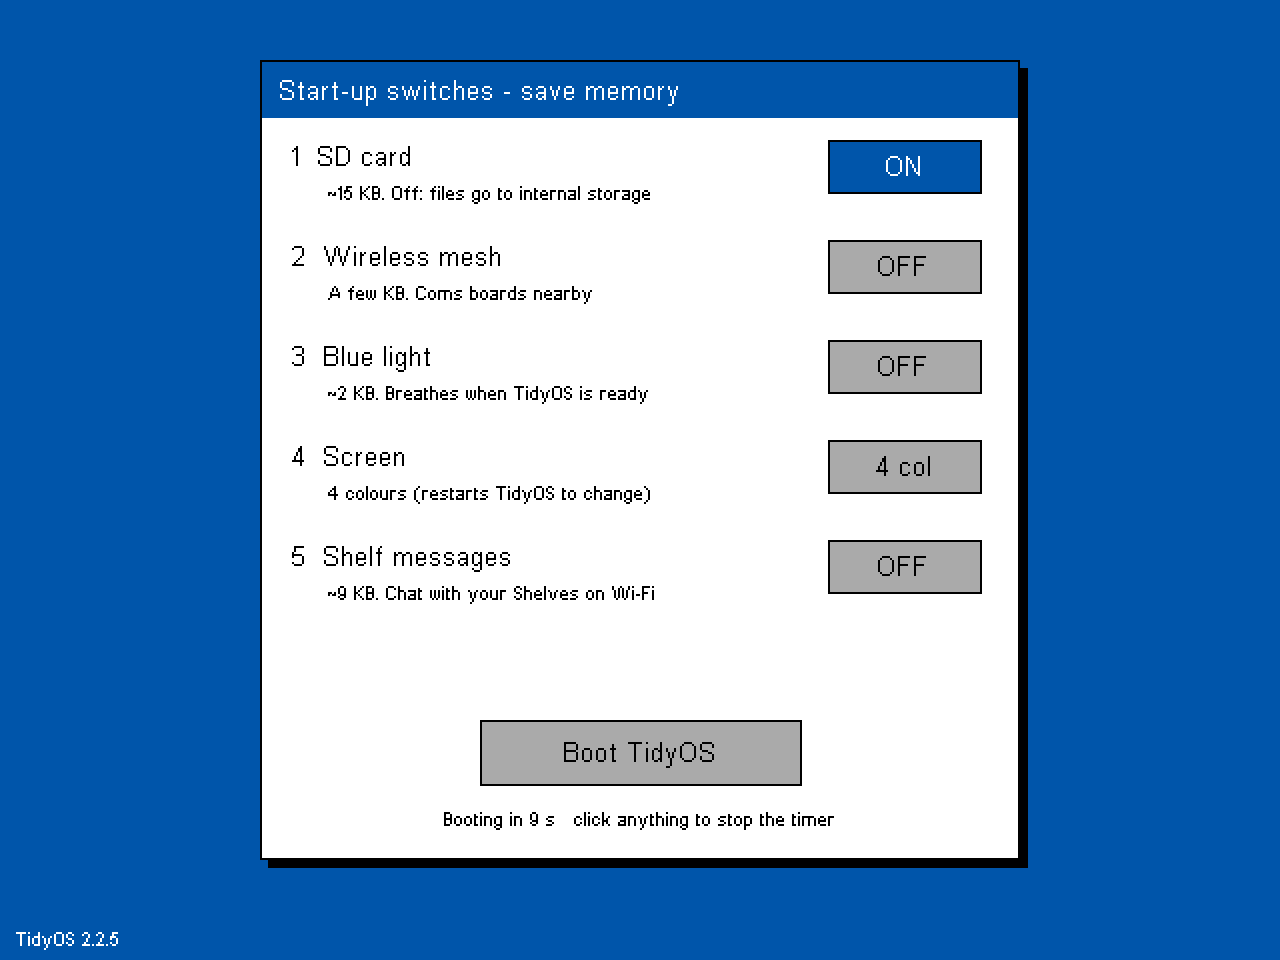 Start-up switches - save memory
1 SD card
ON
~15 KB. Off: files go to internal storage
2 Wireless mesh
OFF
A few KB. Coms boards nearby
3 Blue light
OFF
~2 KB. Breathes when TidyOS is ready
4 Screen
4 col
4 colours (restarts TidyOS to change)
5 Shelf messages
OFF
~9 KB. Chat with your Shelves on Wi-Fi
Boot TidyOS
Booting in 9 s click anything to stop the timer
TidyOS 2.2.5